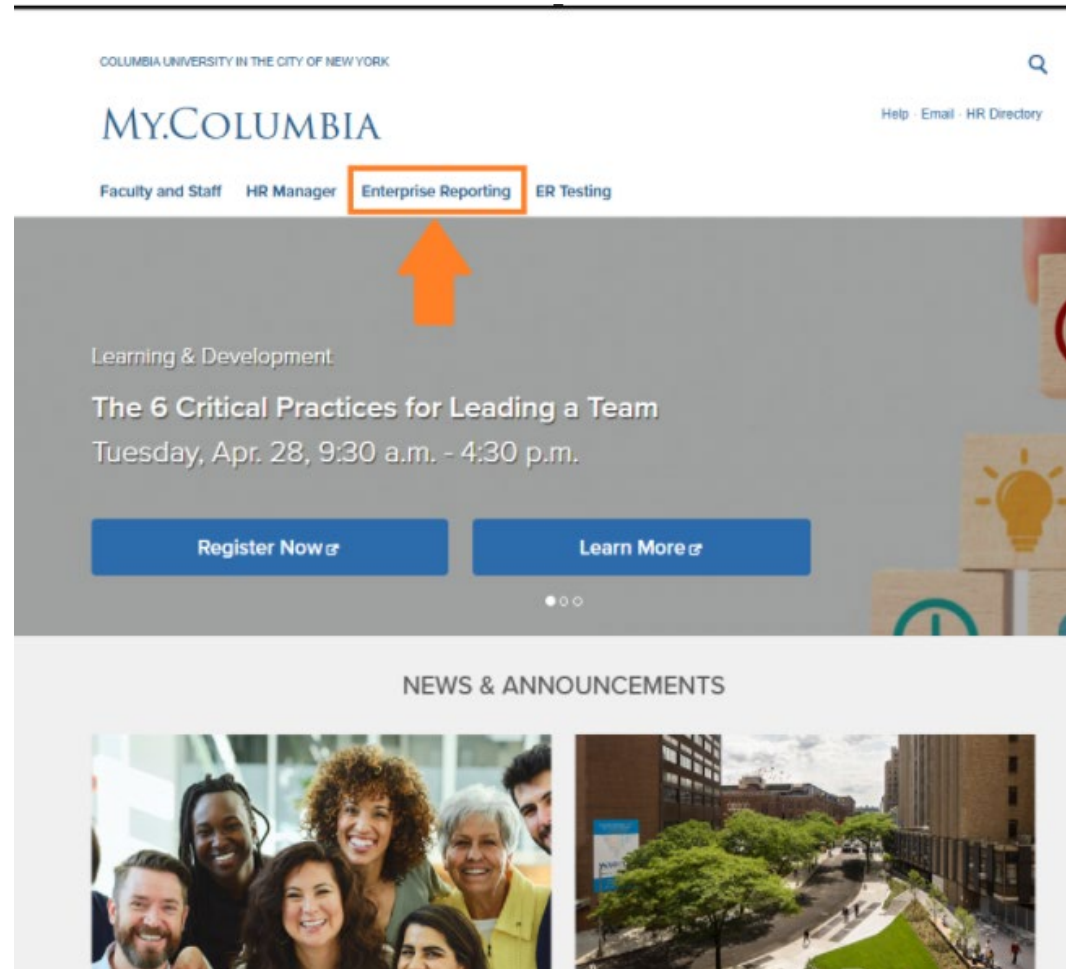 COLUMBIA UNIVERSITY IN THE CITY OF NEW YORK
MY.COLUMBIA
Help · Email · HR Directory
Faculty and Staff HR Manager Enterprise Reporting ER Testing
Learning & Development
The 6 Critical Practices for Leading a Team
Tuesday, Apr. 28, 9:30 a.m. - 4:30 p.m.
Register Now
Learn More
NEWS & ANNOUNCEMENTS